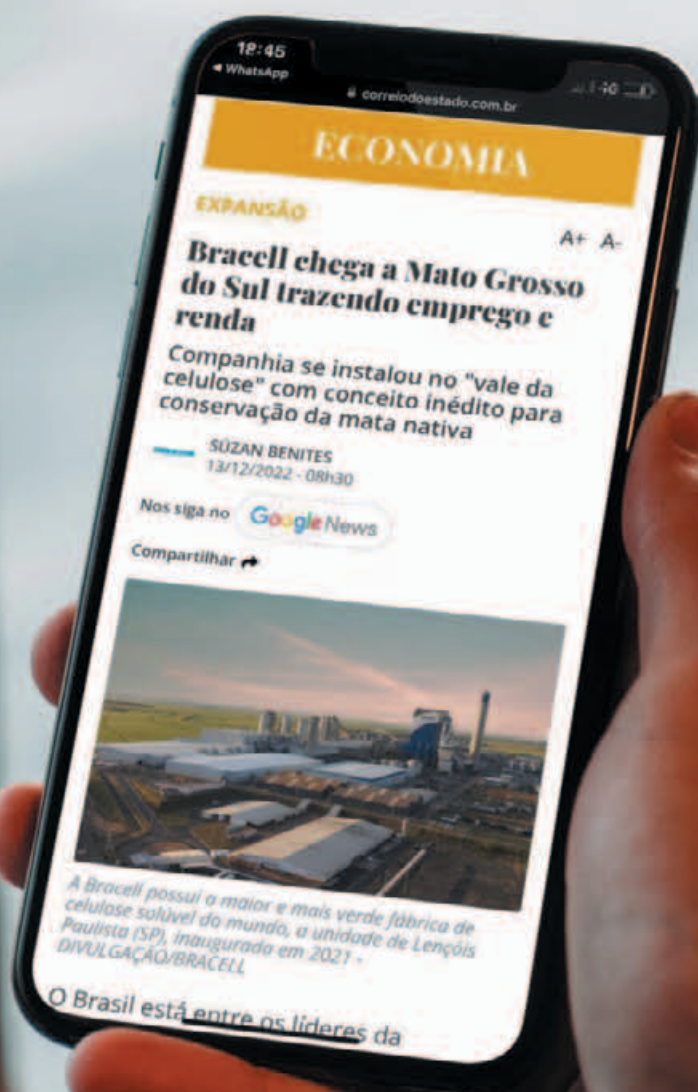 18:45
◂ WhatsApp
4G
correiodoestado.com.br
ECONOMIA
EXPANSÃO
A+ A-
Bracell chega a Mato Grosso
do Sul trazendo emprego e
renda
Companhia se instalou no "vale da
celulose" com conceito inédito para
conservação da mata nativa
SÚZAN BENITES
13/12/2022 - 08h30
Nos siga no Google News
Compartilhar
A Bracell possui a maior e mais verde fábrica de
celulose solúvel do mundo, a unidade de Lençóis
Paulista (SP), inaugurada em 2021 -
DIVULGAÇÃO/BRACELL
O Brasil está entre os líderes da